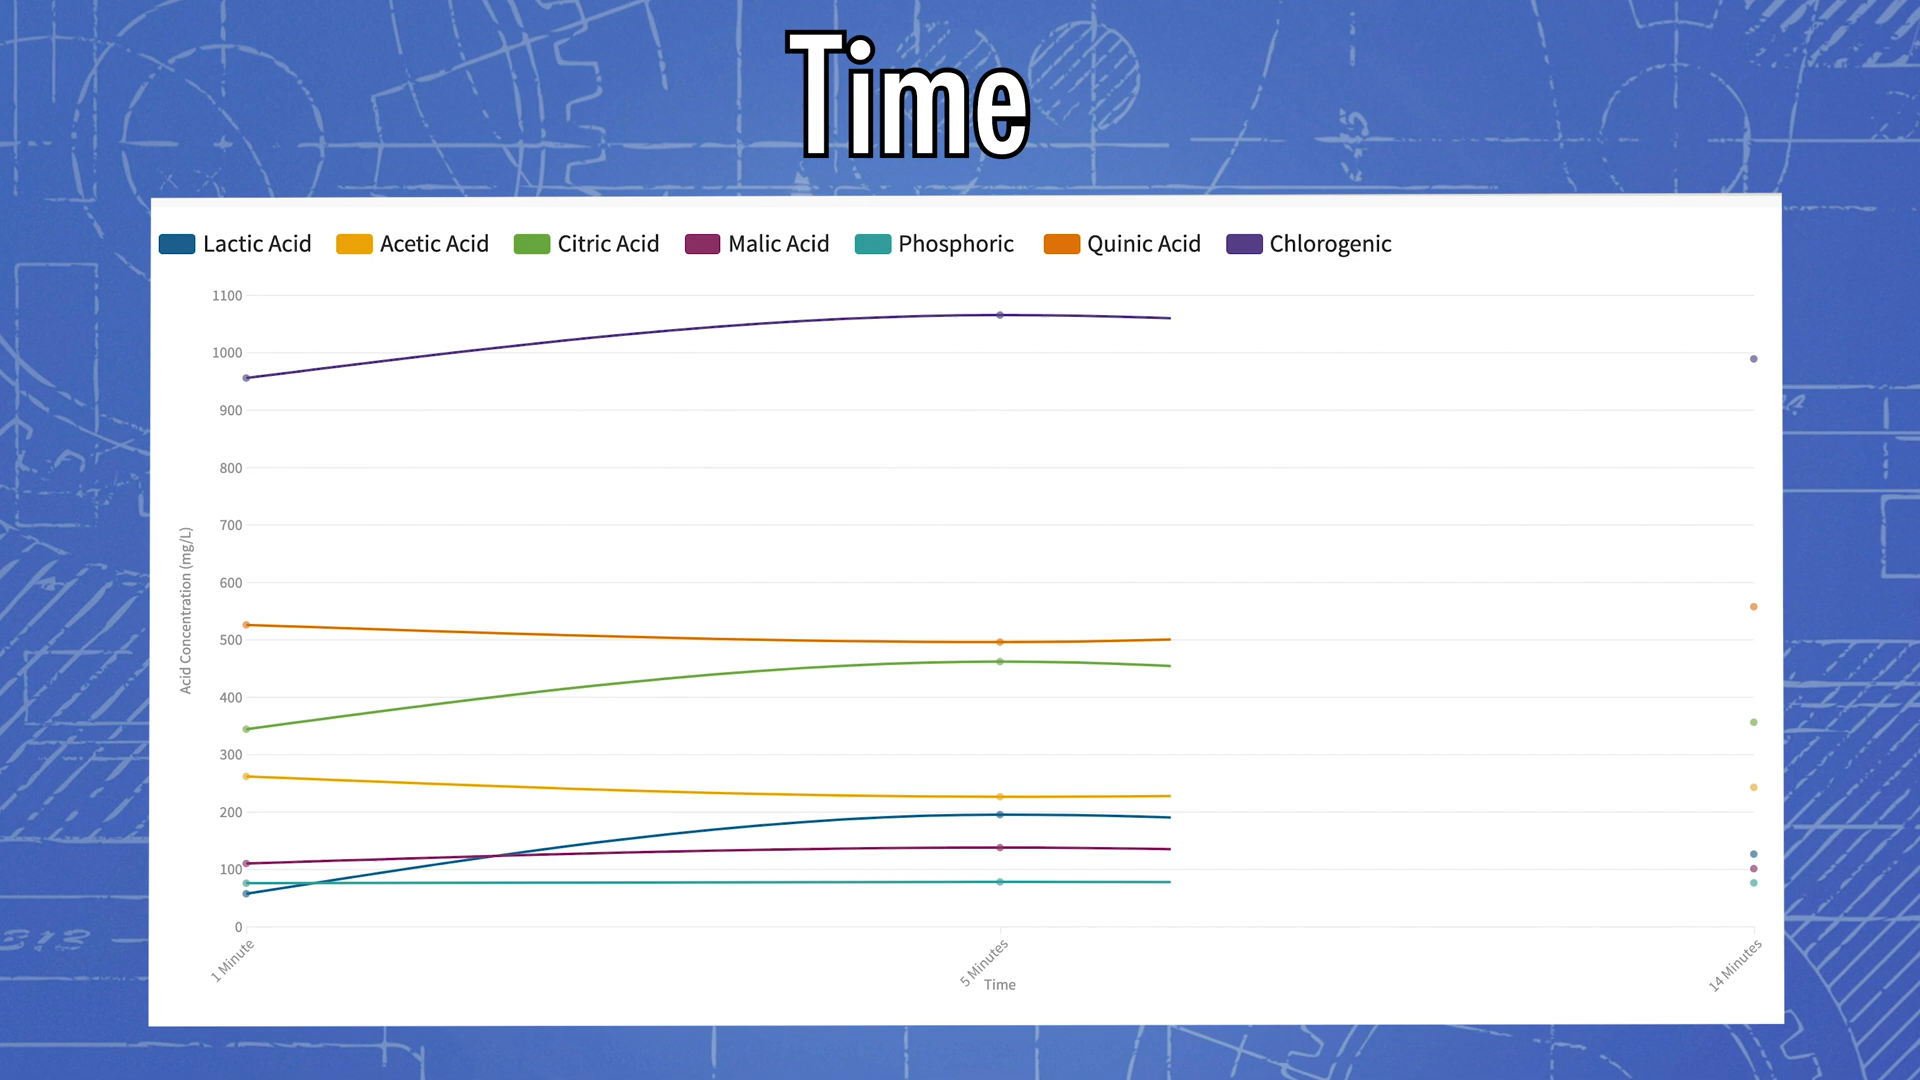 Time
Lactic Acid Acetic Acid Citric Acid Malic Acid Phosphoric Quinic Acid Chlorogenic
1100
1000
900
800
700
600
500
400
300
200
100
0
Acid Concentration (mg/L)
1 Minute 5 Minutes 14 Minutes
Time